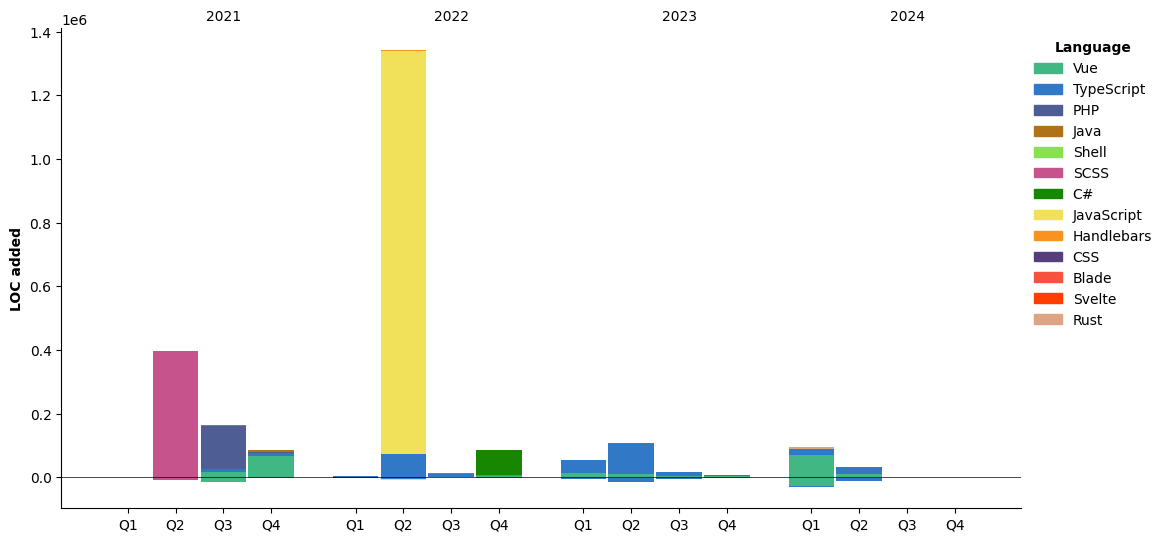 1e6
2021 2022 2023 2024
1.4
1.2
1.0
0.8
0.6
0.4
0.2
0.0
LOC added
Q1 Q2 Q3 Q4 Q1 Q2 Q3 Q4 Q1 Q2 Q3 Q4 Q1 Q2 Q3 Q4
Language
Vue
TypeScript
PHP
Java
Shell
SCSS
C#
JavaScript
Handlebars
CSS
Blade
Svelte
Rust